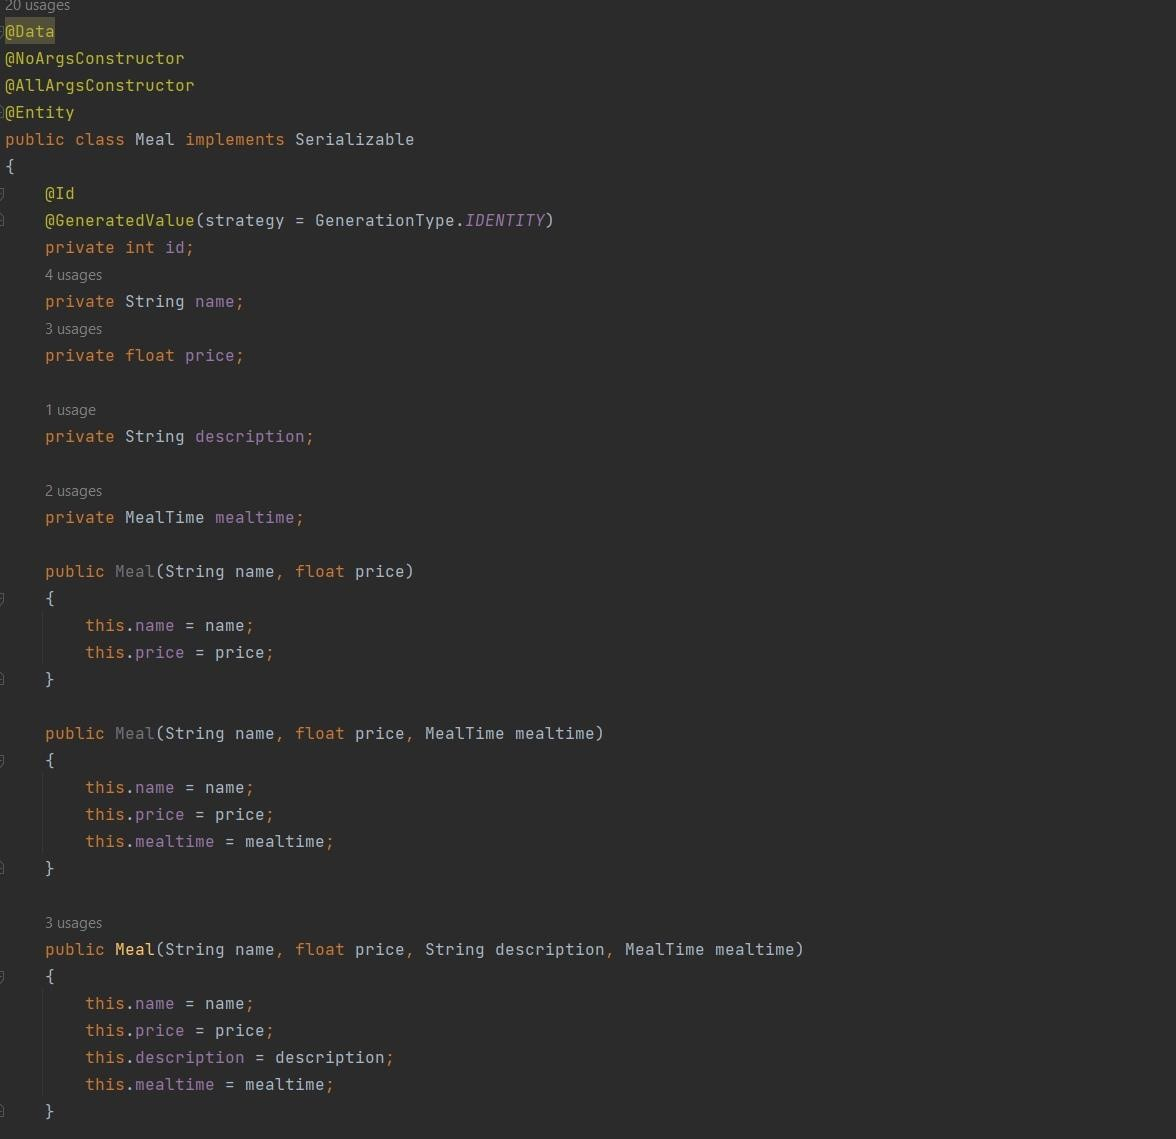 20 usages
@Data
@NoArgsConstructor
@AllArgsConstructor
@Entity
public class Meal implements Serializable
{
@Id
@GeneratedValue(strategy = GenerationType.IDENTITY)
private int id;
4 usages
private String name;
3 usages
private float price;
1 usage
private String description;
2 usages
private MealTime mealtime;
public Meal(String name, float price)
{
this.name = name;
this.price = price;
}
public Meal(String name, float price, MealTime mealtime)
{
this.name = name;
this.price = price;
this.mealtime = mealtime;
}
3 usages
public Meal(String name, float price, String description, MealTime mealtime)
{
this.name = name;
this.price = price;
this.description = description;
this.mealtime = mealtime;
}